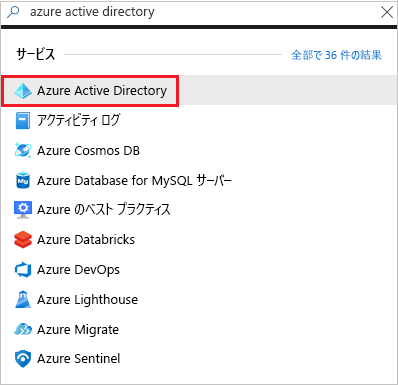 azure active directory
サービス
全部で 36 件の結果
Azure Active Directory
アクティビティ ログ
Azure Cosmos DB
Azure Database for MySQL サーバー
Azure のベスト プラクティス
Azure Databricks
Azure DevOps
Azure Lighthouse
Azure Migrate
Azure Sentinel